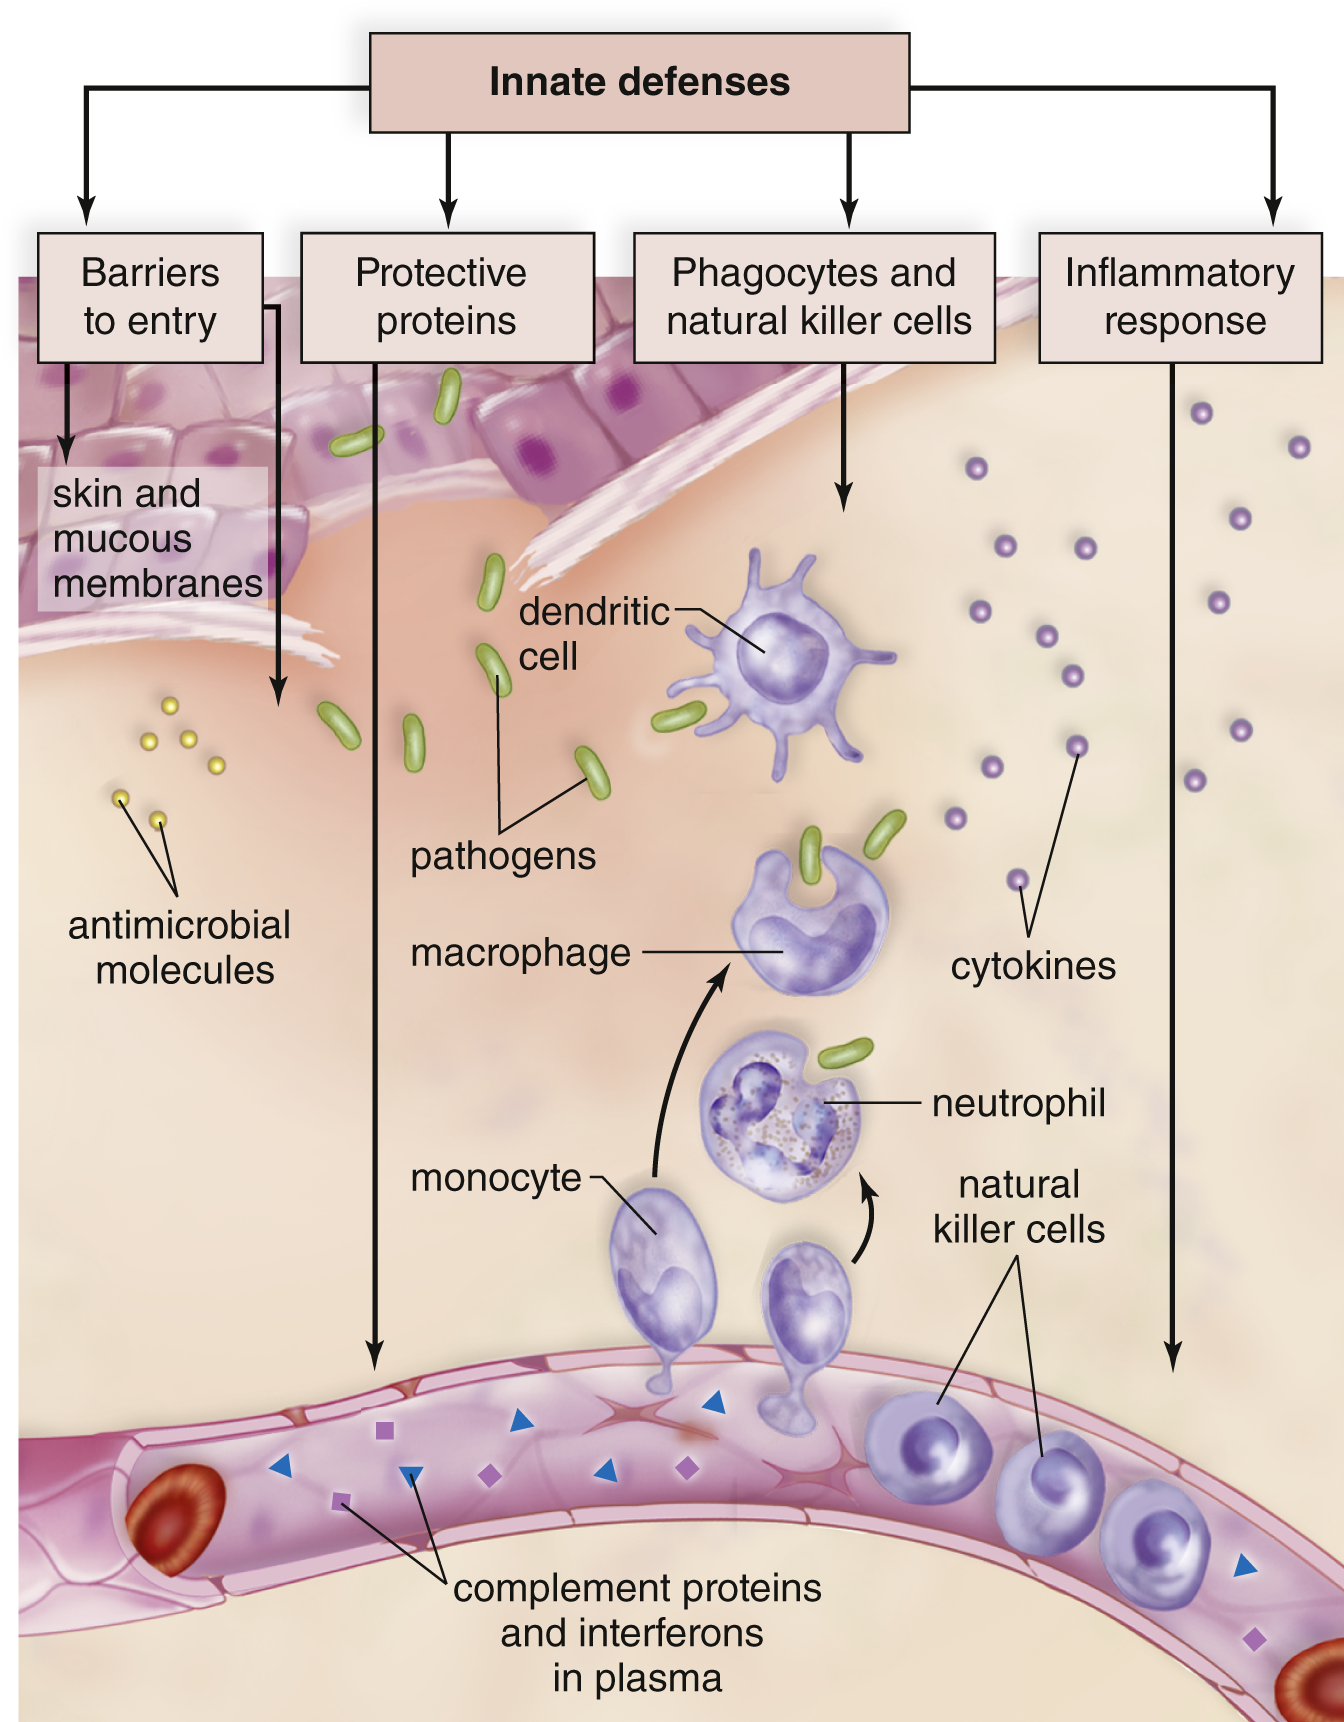 Innate defenses
Barriers
to entry
Protective
proteins
Phagocytes and
natural killer cells
Inflammatory
response
skin and
mucous
membranes
dendritic
cell
pathogens
antimicrobial
molecules
macrophage
cytokines
neutrophil
monocyte
natural
killer cells
complement proteins
and interferons
in plasma